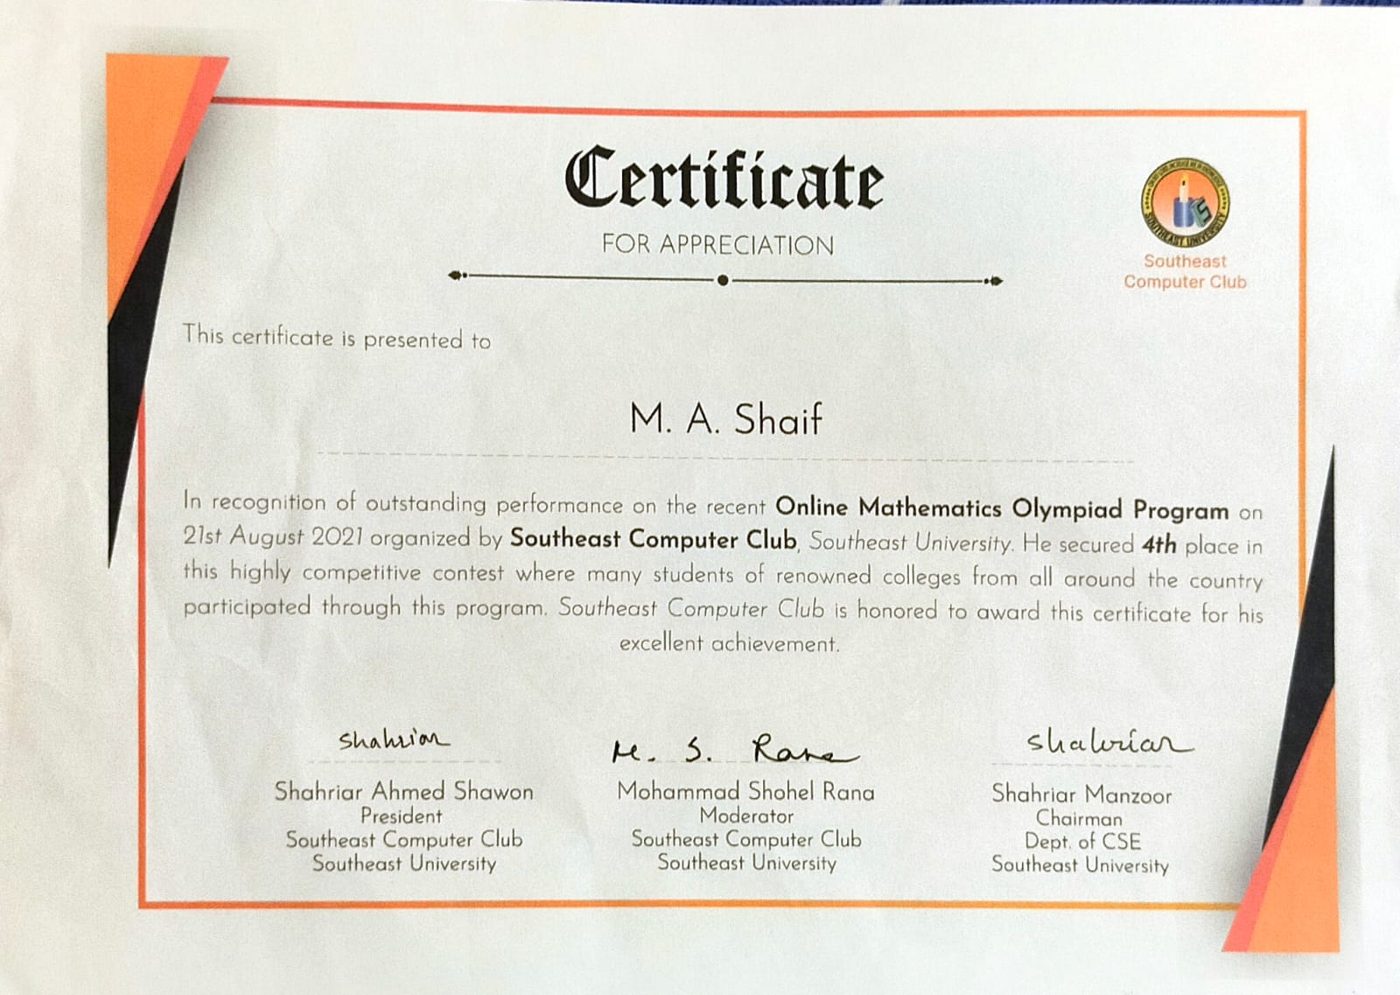 Certificate
FOR APPRECIATION
SOUTHEAST UNIVERSITY
Southeast
Computer Club
This certificate is presented to
M. A. Shaif
In recognition of outstanding performance on the recent Online Mathematics Olympiad Program on
21st August 2021 organized by Southeast Computer Club, Southeast University. He secured 4th place in
this highly competitive contest where many students of renowned colleges from all around the country
participated through this program. Southeast Computer Club is honored to award this certificate for his
excellent achievement.
Shahriar
M. S. Rana
Shahriar
Shahriar Ahmed Shawon
President
Southeast Computer Club
Southeast University
Mohammad Shohel Rana
Moderator
Southeast Computer Club
Southeast University
Shahriar Manzoor
Chairman
Dept. of CSE
Southeast University